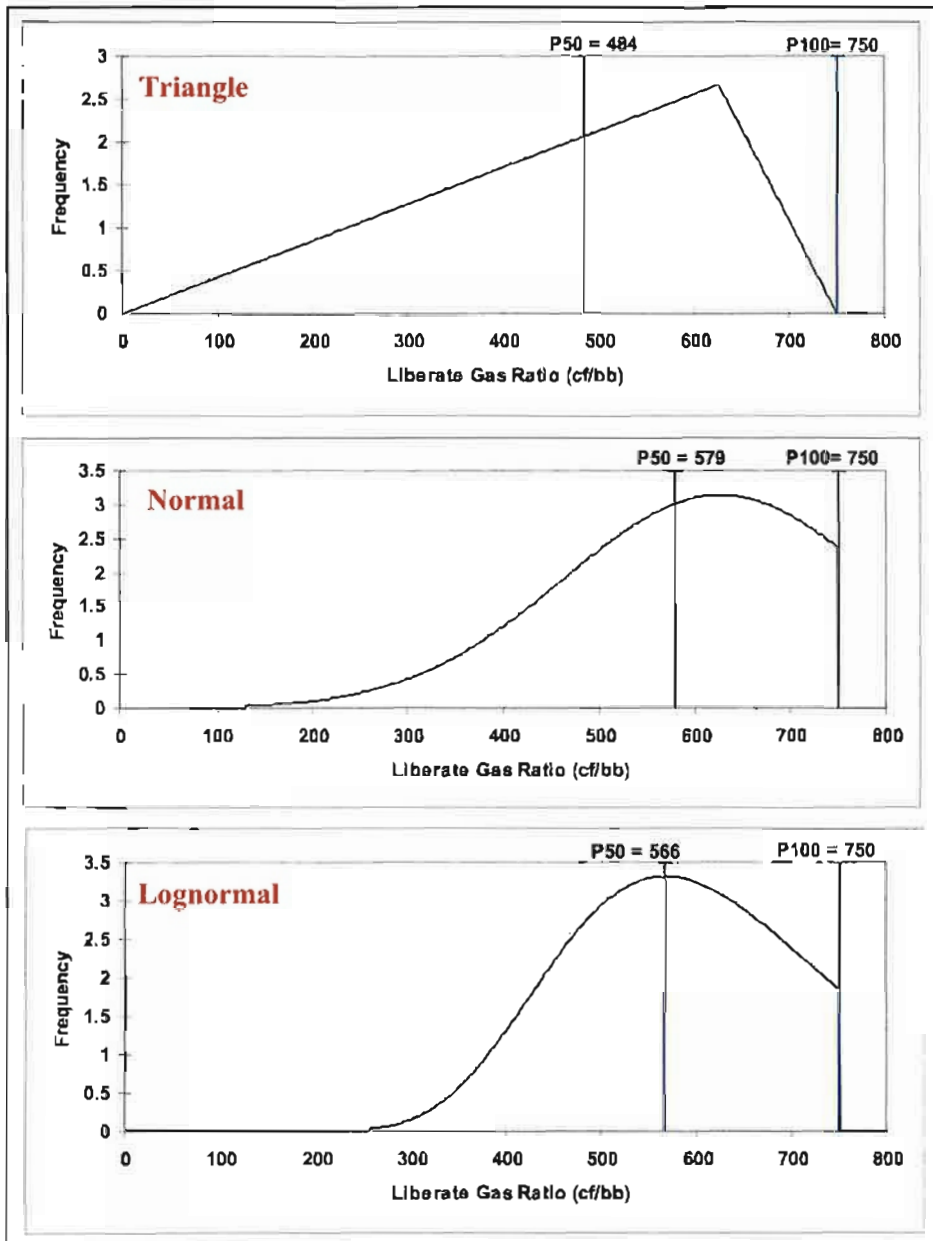 P50 = 484 P100= 750
Triangle
3
2.5
2
1.5
1
0.5
0
Frequency
0 100 200 300 400 500 600 700 800
Liberate Gas Ratio (cf/bb)
P50 = 579 P100= 750
Normal
3.5
3
2.5
2
1.5
1
0.5
0
Frequency
0 100 200 300 400 500 600 700 800
Liberate Gas Ratio (cf/bb)
P50 = 566 P100 = 750
Lognormal
3.5
3
2.5
2
1.5
1
0.5
0
Frequency
0 100 200 300 400 500 600 700 800
Liberate Gas Ratio (cf/bb)